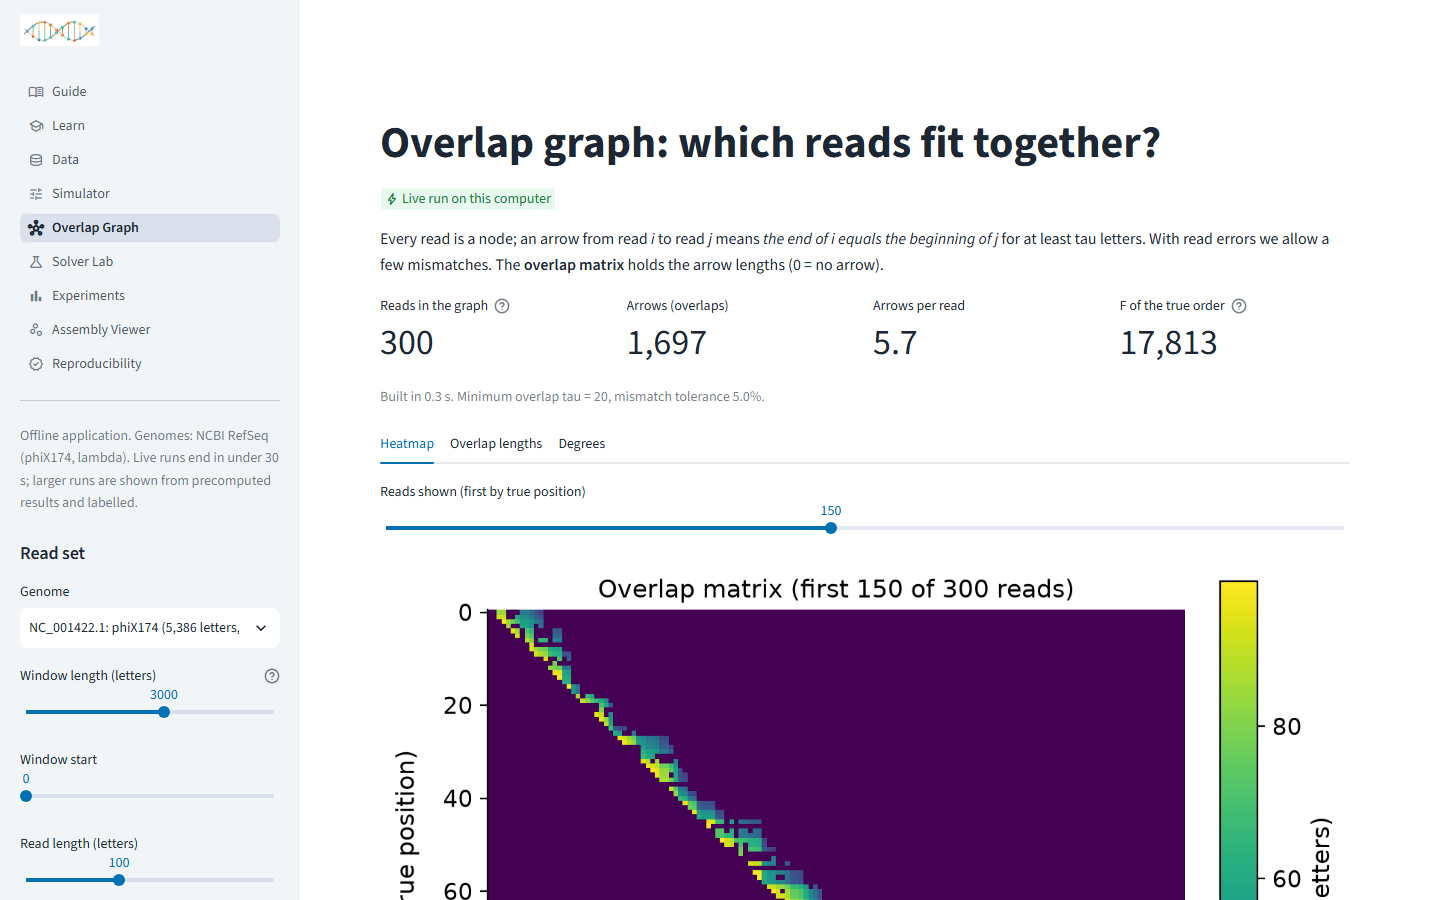 Guide
Learn
Data
Simulator
Overlap Graph
Solver Lab
Experiments
Assembly Viewer
Reproducibility
Offline application. Genomes: NCBI RefSeq
(phiX174, lambda). Live runs end in under 30
s; larger runs are shown from precomputed
results and labelled.
Read set
Genome
NC_001422.1: phiX174 (5,386 letters,
Window length (letters)
3000
Window start
0
Read length (letters)
100
Overlap graph: which reads fit together?
Live run on this computer
Every read is a node; an arrow from read i to read j means the end of i equals the beginning of j for at least tau letters. With read errors we allow a
few mismatches. The overlap matrix holds the arrow lengths (0 = no arrow).
Reads in the graph
300
Arrows (overlaps)
1,697
Arrows per read
5.7
F of the true order
17,813
Built in 0.3 s. Minimum overlap tau = 20, mismatch tolerance 5.0%.
Heatmap Overlap lengths Degrees
Reads shown (first by true position)
150
Overlap matrix (first 150 of 300 reads)
0
20
40
60
position)
80
60